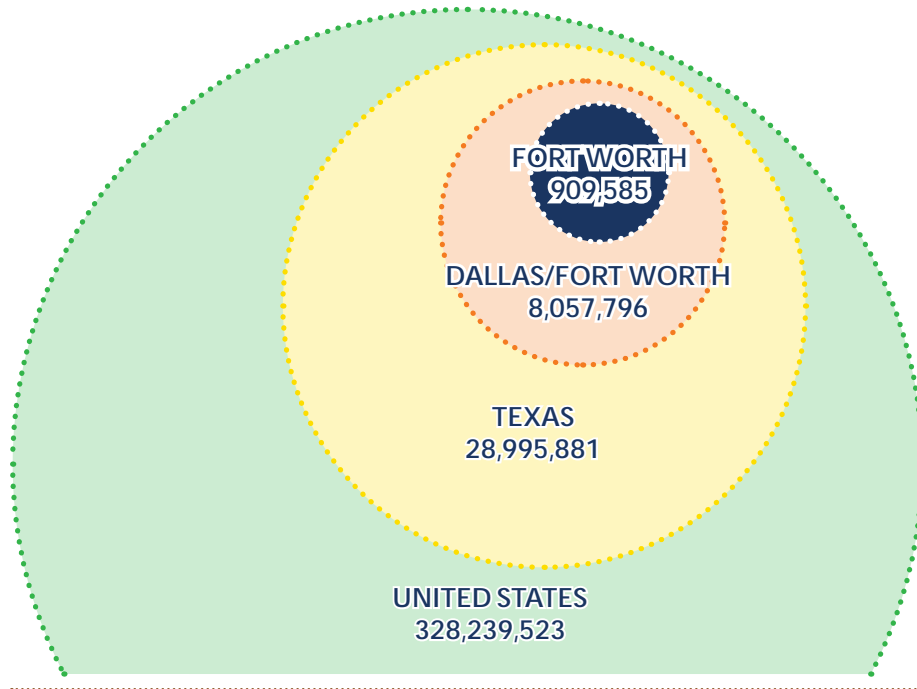 FORT WORTH
909,585
DALLAS/FORT WORTH
8,057,796
TEXAS
28,995,881
UNITED STATES
328,239,523